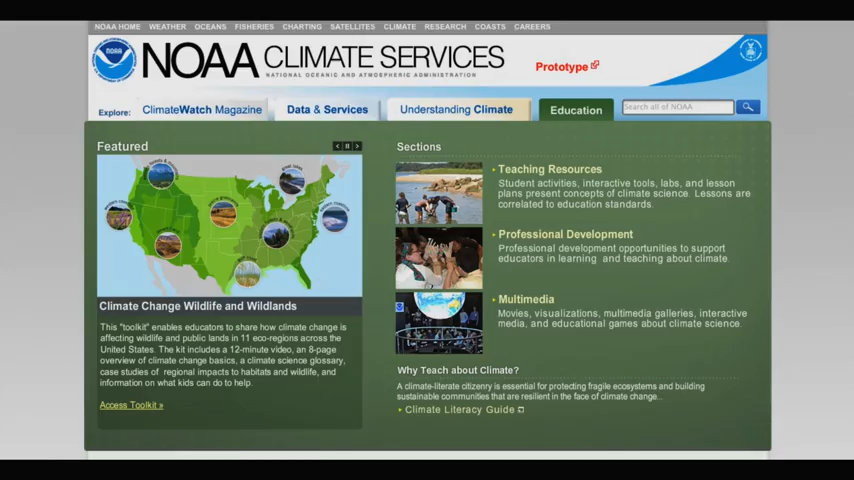 NOAA HOME WEATHER OCEANS FISHERIES CHARTING SATELLITES CLIMATE RESEARCH COASTS CAREERS
NOAA
NOAA CLIMATE SERVICES
NATIONAL OCEANIC AND ATMOSPHERIC ADMINISTRATION
Prototype
Explore: ClimateWatch Magazine Data & Services Understanding Climate Education Search all of NOAA
Featured
Climate Change Wildlife and Wildlands
This "toolkit" enables educators to share how climate change is
affecting wildlife and public lands in 11 eco-regions across the
United States. The kit includes a 12-minute video, an 8-page
overview of climate change basics, a climate science glossary,
case studies of regional impacts to habitats and wildlife, and
information on what kids can do to help.
Access Toolkit »
Sections
Teaching Resources
Student activities, interactive tools, labs, and lesson
plans present concepts of climate science. Lessons are
correlated to education standards.
Professional Development
Professional development opportunities to support
educators in learning and teaching about climate.
Multimedia
Movies, visualizations, multimedia galleries, interactive
media, and educational games about climate science.
Why Teach about Climate?
A climate-literate citizenry is essential for protecting fragile ecosystems and building
sustainable communities that are resilient in the face of climate change...
Climate Literacy Guide